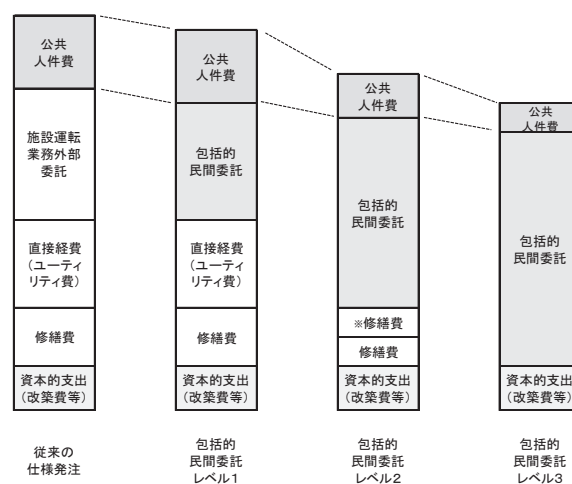 公共
人件費
施設運転
業務外部
委託
直接経費
(ユーティ
リティ費)
修繕費
資本的支出
(改築費等)
従来の
仕様発注
公共
人件費
包括的
民間委託
直接経費
(ユーティ
リティ費)
修繕費
資本的支出
(改築費等)
包括的
民間委託
レベル1
公共
人件費
包括的
民間委託
※修繕費
修繕費
資本的支出
(改築費等)
包括的
民間委託
レベル2
公共
人件費
包括的
民間委託
資本的支出
(改築費等)
包括的
民間委託
レベル3